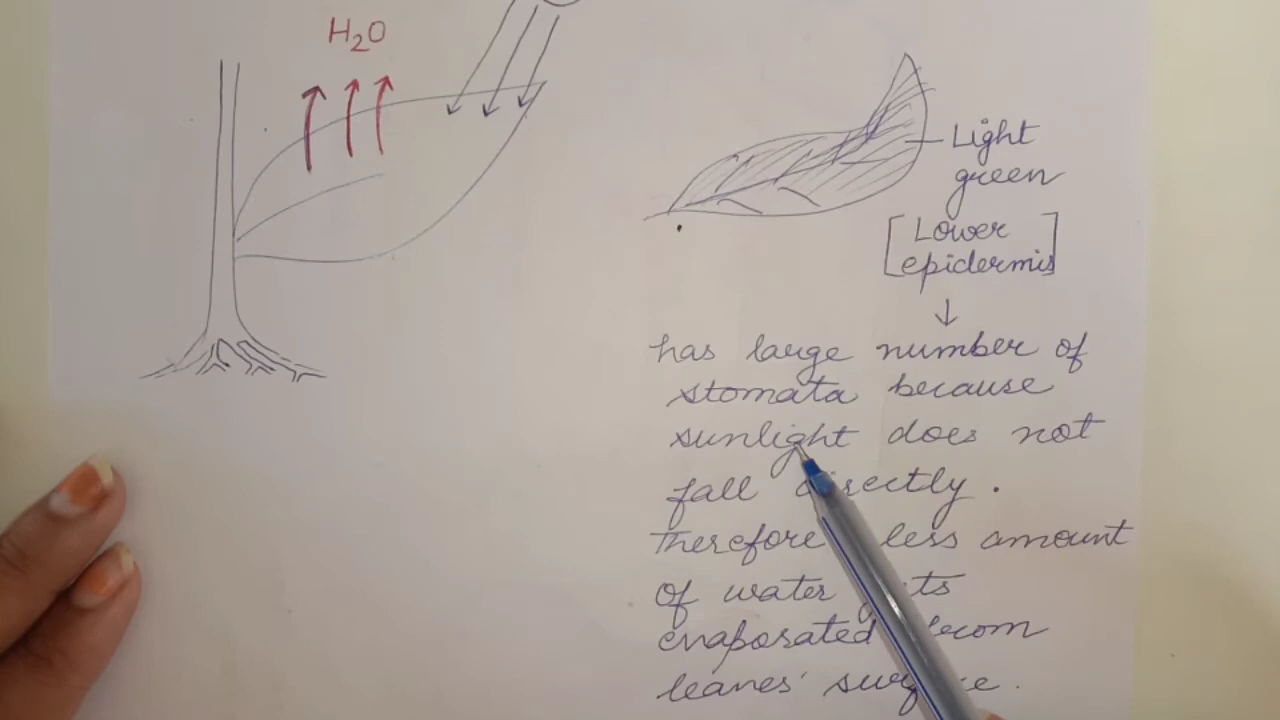 H2O
Light
green
[Lower
epidermis]
↓
has large number of
stomata because
sunlight does not
fall directly.
Therefore less amount
of water
evaporated from
leaves' surface.